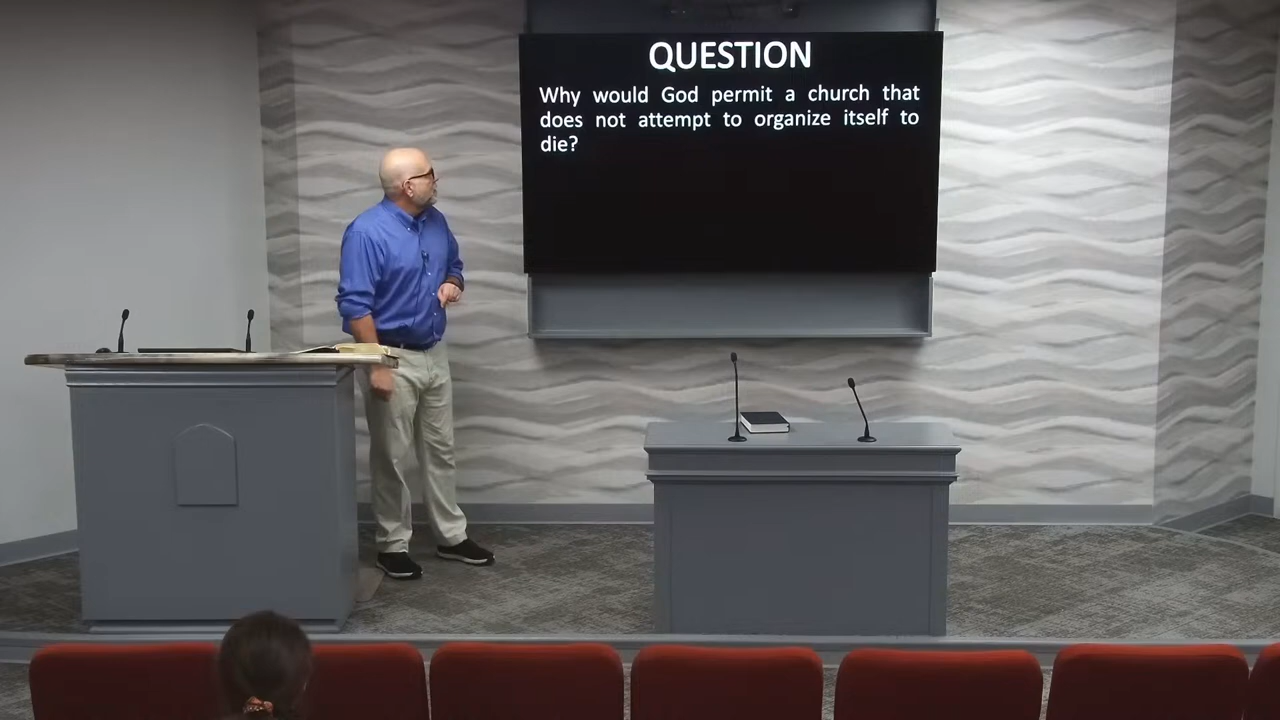 QUESTION
Why would God permit a church that
does not attempt to organize itself to
die?